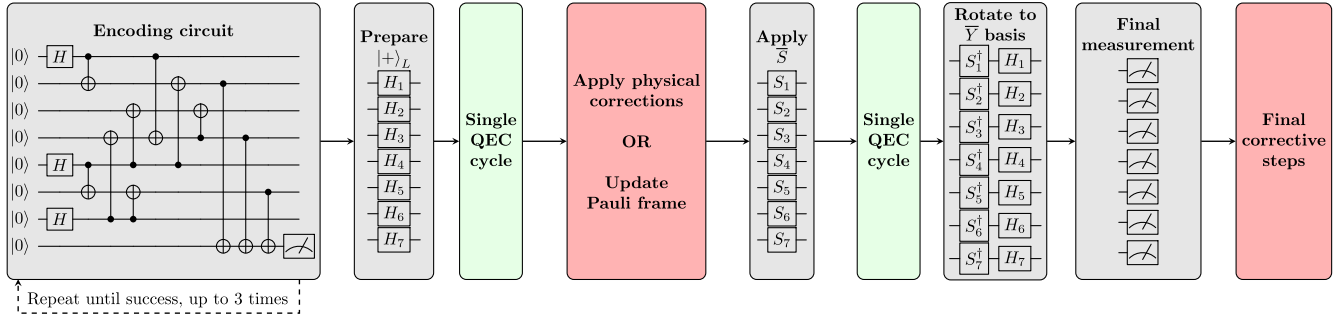 Encoding circuit
|0⟩ H
|0⟩
|0⟩
|0⟩
|0⟩ H
|0⟩
|0⟩ H
|0⟩
Repeat until success, up to 3 times
Prepare
|+⟩_L
H_1
H_2
H_3
H_4
H_5
H_6
H_7
Single
QEC
cycle
Apply physical
corrections
OR
Update
Pauli frame
Apply
S̅
S_1
S_2
S_3
S_4
S_5
S_6
S_7
Single
QEC
cycle
Rotate to
Y̅ basis
S_1^† H_1
S_2^† H_2
S_3^† H_3
S_4^† H_4
S_5^† H_5
S_6^† H_6
S_7^† H_7
Final
measurement
Final
corrective
steps